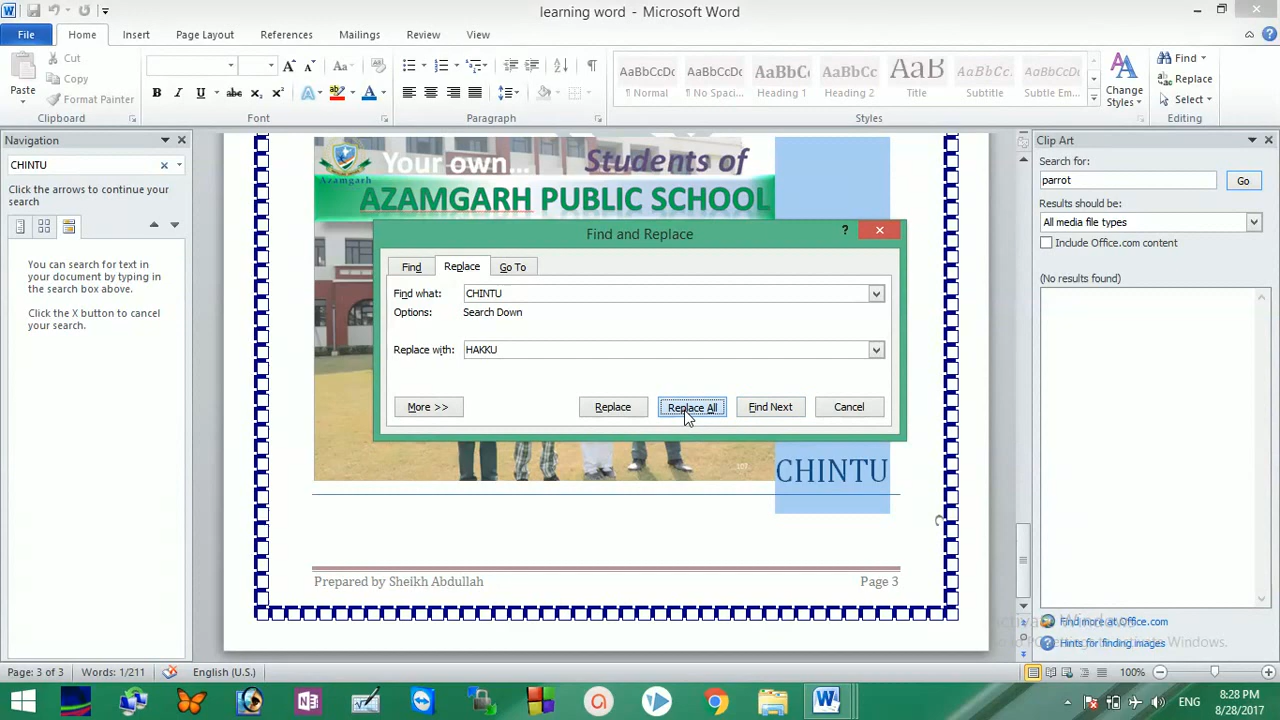 learning word - Microsoft Word
File Home Insert Page Layout References Mailings Review View
Paste
Cut
Copy
Format Painter
Clipboard
Font
Paragraph
AaBbCcDc AaBbCcDc AaBbCc AaBbCc AaB AaBbCcI AaBbCcDc
¶ Normal ¶ No Spaci... Heading 1 Heading 2 Title Subtitle Subtle Em...
Styles
Change Styles
Find
Replace
Select
Editing
Navigation
CHINTU
Click the arrows to continue your
search.
You can search for text in
your document by typing in
the search box above.
Click the X button to cancel
your search.
Your own... Students of
Azamgarh
AZAMGARH PUBLIC SCHOOL
Find and Replace
Find Replace Go To
Find what: CHINTU
Options: Search Down
Replace with: HAKKU
More >> Replace Replace All Find Next Cancel
107
CHINTU
Prepared by Sheikh Abdullah Page 3
Clip Art
Search for:
parrot Go
Results should be:
All media file types
Include Office.com content
(No results found)
Find more at Office.com
Hints for finding images
Page: 3 of 3 Words: 1/211 English (U.S.) 100%
ENG
8:28 PM
8/28/2017